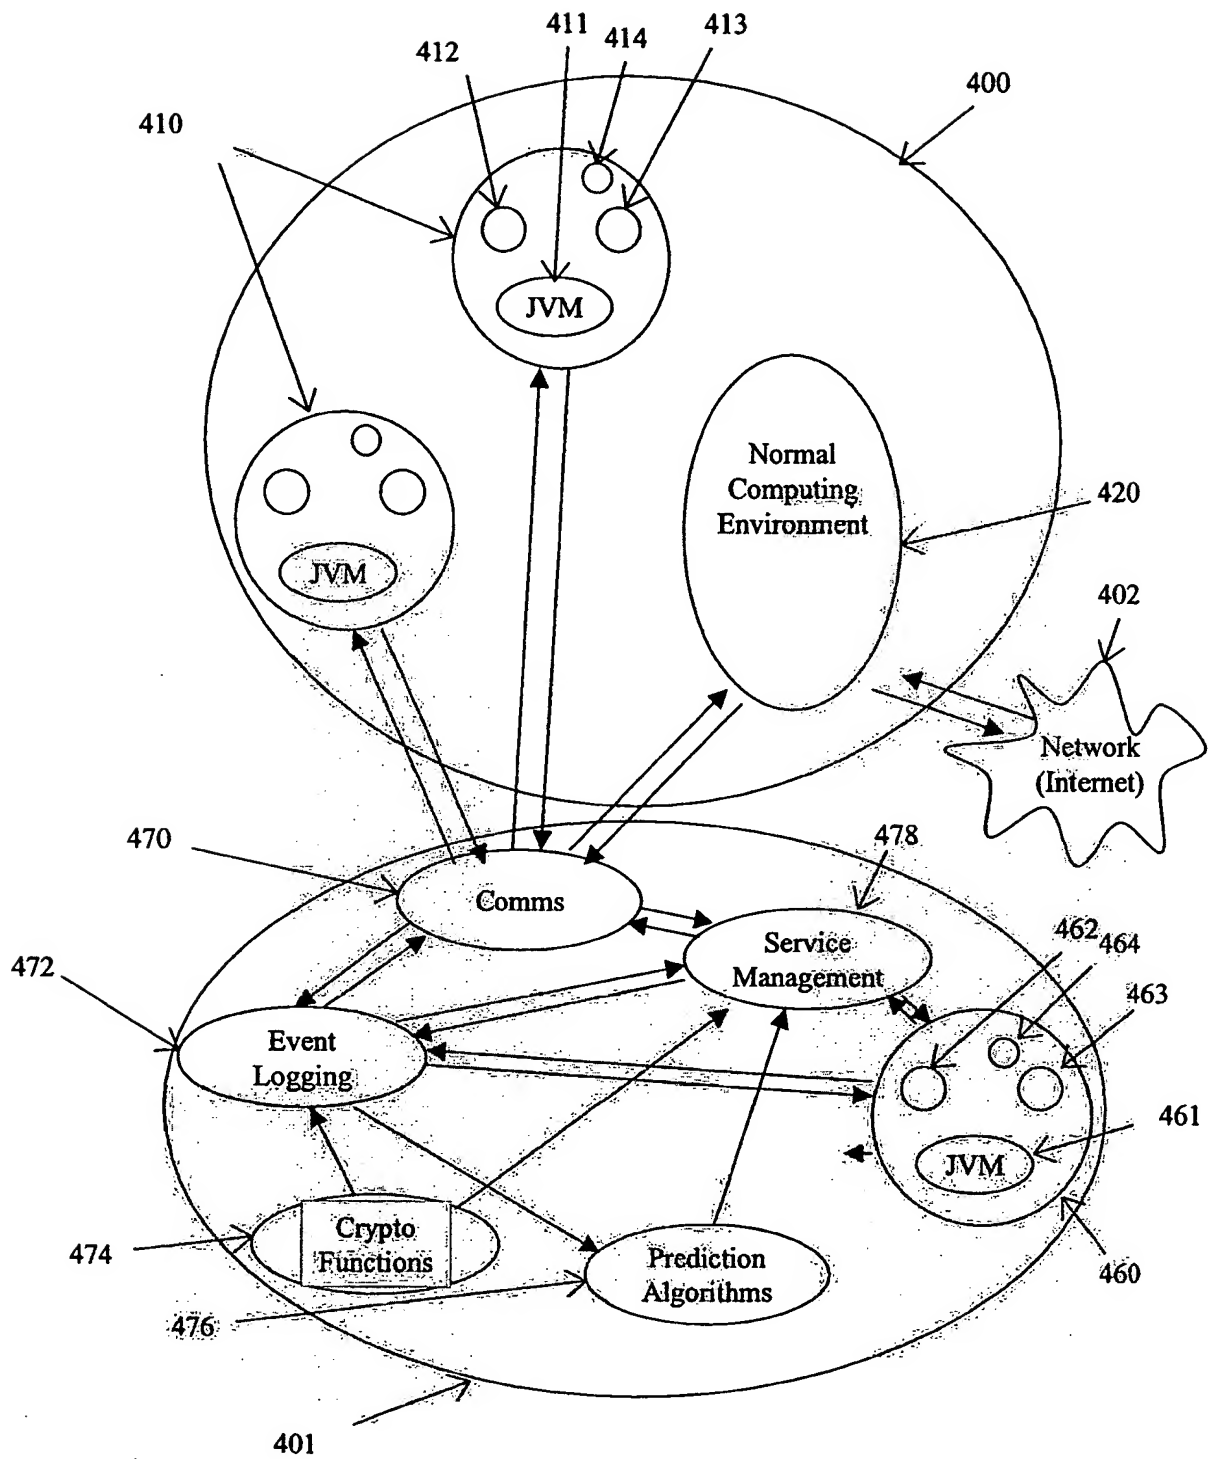 411
414
413
412
400
410
JVM
Normal
Computing
Environment
420
JVM
402
Network
(Internet)
470
478
Comms
462
464
Service
Management
472
463
Event
Logging
461
JVM
Crypto
Functions
474
Prediction
Algorithms
460
476
401